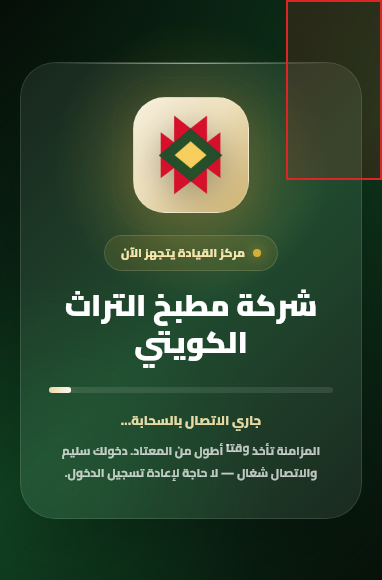 مركز القيادة يتجهز الآن
شركة مطبخ التراث
الكويتي
جاري الاتصال بالسحابة...
المزامنة تأخذ وقتاً أطول من المعتاد. دخولك سليم
والاتصال شغال — لا حاجة لإعادة تسجيل الدخول.